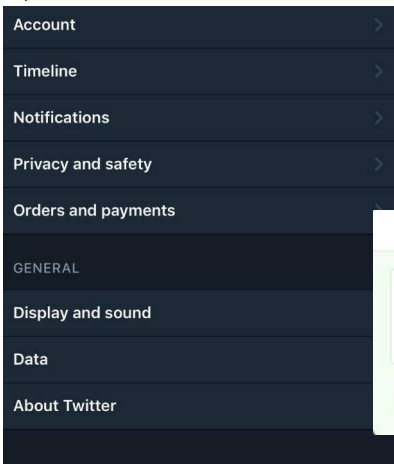 Account
Timeline
Notifications
Privacy and safety
Orders and payments
GENERAL
Display and sound
Data
About Twitter